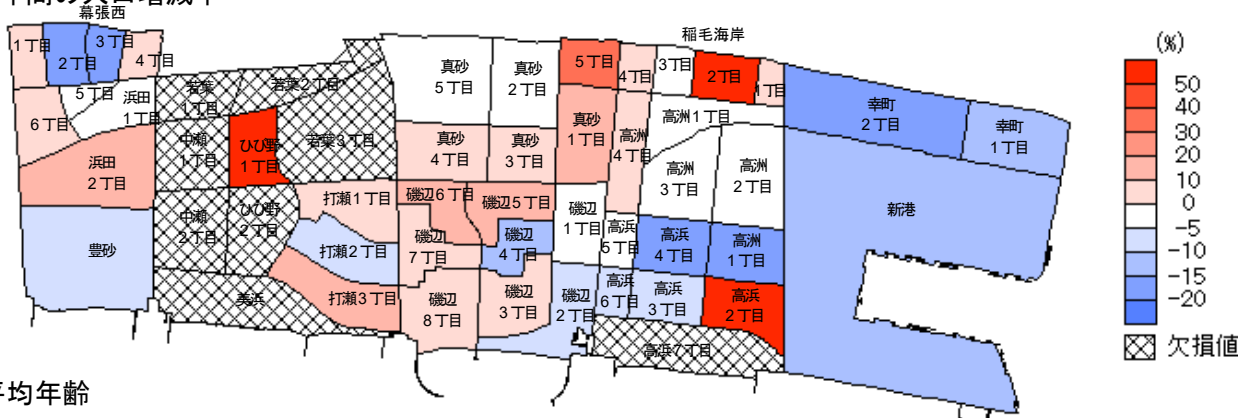 幕張西
1丁目
2丁目
3丁目
4丁目
5丁目
6丁目
浜田
1丁目
浜田
2丁目
豊砂
若葉
1丁目
若葉2丁目
若葉3丁目
中瀬
1丁目
ひび野
1丁目
中瀬
2丁目
ひび野
2丁目
美浜
打瀬1丁目
打瀬2丁目
打瀬3丁目
真砂
5丁目
真砂
2丁目
真砂
4丁目
真砂
3丁目
真砂
1丁目
磯辺6丁目
磯辺5丁目
磯辺
7丁目
磯辺
4丁目
磯辺
8丁目
磯辺
3丁目
磯辺
1丁目
磯辺
2丁目
稲毛海岸
5丁目
4丁目
3丁目
2丁目
1丁目
高洲1丁目
高洲
4丁目
高洲
3丁目
高洲
2丁目
高浜
5丁目
高浜
4丁目
高洲
1丁目
高浜
6丁目
高浜
3丁目
高浜
2丁目
高浜7丁目
幸町
2丁目
幸町
1丁目
新港
(%)
50
40
30
20
10
0
-5
-10
-15
-20
欠損値
均年齢